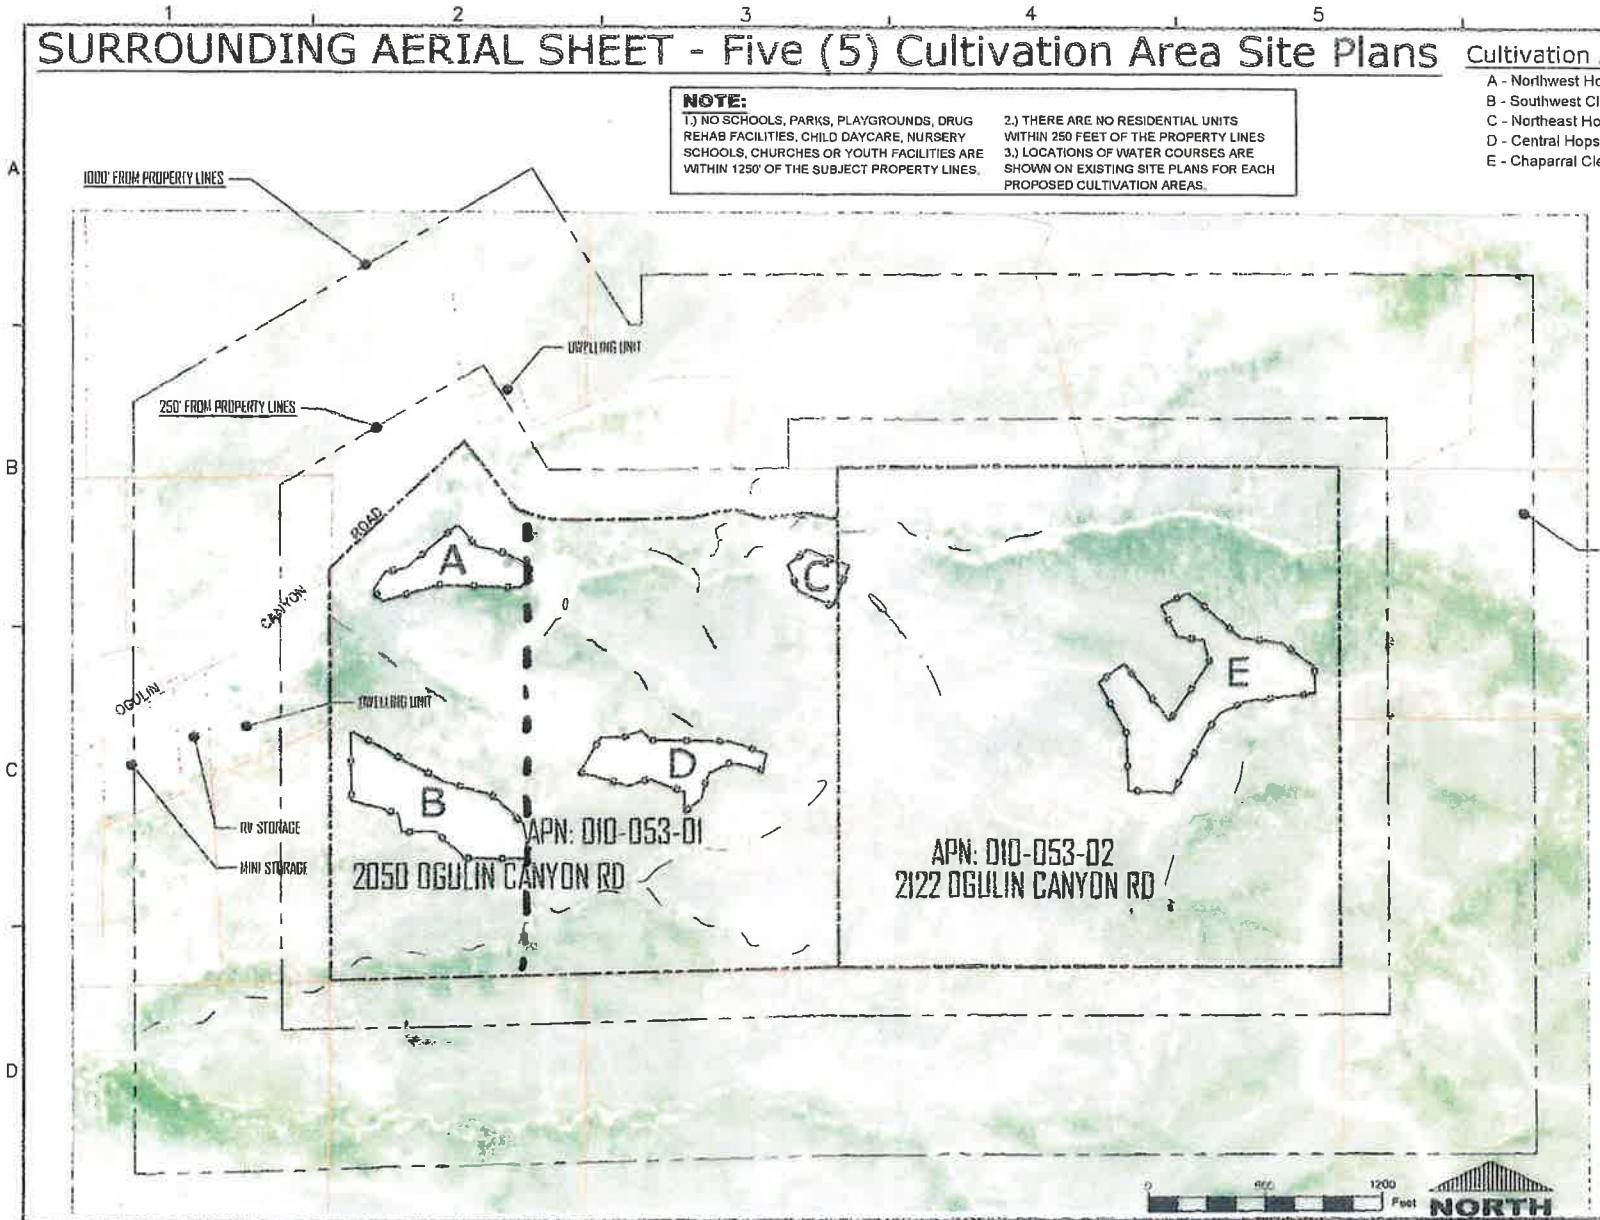 1 2 3 4 5
SURROUNDING AERIAL SHEET - Five (5) Cultivation Area Site Plans
Cultivation
A - Northwest Ho
B - Southwest Cl
C - Northeast Ho
D - Central Hops
E - Chaparral Cle
NOTE:
1.) NO SCHOOLS, PARKS, PLAYGROUNDS, DRUG
REHAB FACILITIES, CHILD DAYCARE, NURSERY
SCHOOLS, CHURCHES OR YOUTH FACILITIES ARE
WITHIN 1250' OF THE SUBJECT PROPERTY LINES.
2.) THERE ARE NO RESIDENTIAL UNITS
WITHIN 250 FEET OF THE PROPERTY LINES
3.) LOCATIONS OF WATER COURSES ARE
SHOWN ON EXISTING SITE PLANS FOR EACH
PROPOSED CULTIVATION AREAS.
A
1000' FROM PROPERTY LINES
DWELLING UNIT
250' FROM PROPERTY LINES
B
ROAD
A
C
CANYON
E
OGULIN
DWELLING UNIT
C
D
B
RV STORAGE
APN: 010-053-01
MINI STORAGE
2050 OGULIN CANYON RD
APN: 010-053-02
2122 OGULIN CANYON RD
D
0 600 1200
Feet
NORTH